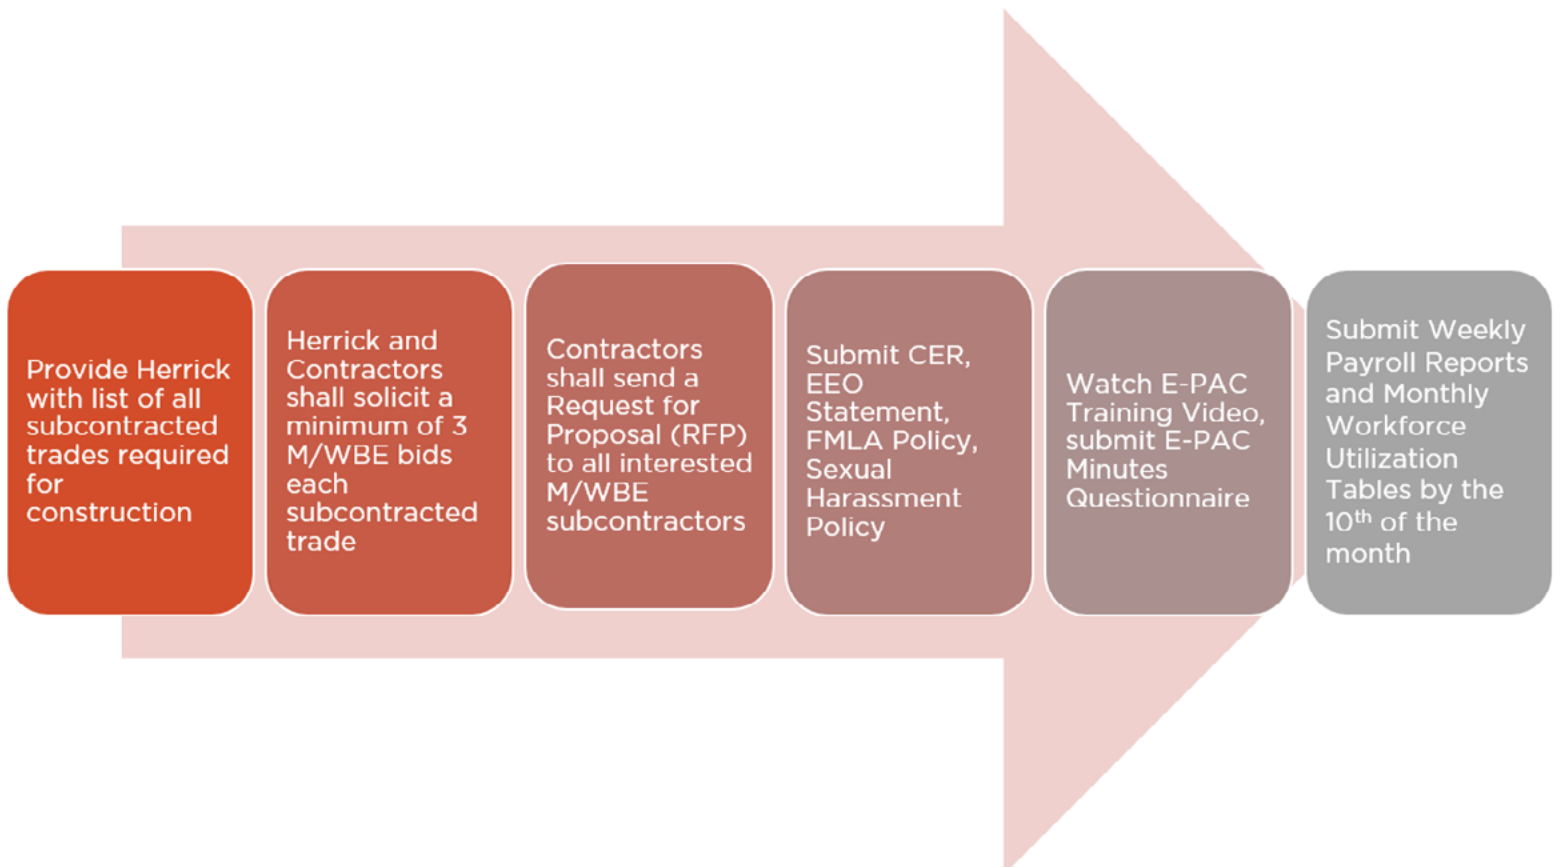 Provide Herrick
with list of all
subcontracted
trades required
for
construction
Herrick and
Contractors
shall solicit a
minimum of 3
M/WBE bids
each
subcontracted
trade
Contractors
shall send a
Request for
Proposal (RFP)
to all interested
M/WBE
subcontractors
Submit CER,
EEO
Statement,
FMLA Policy,
Sexual
Harassment
Policy
Watch E-PAC
Training Video,
submit E-PAC
Minutes
Questionnaire
Submit Weekly
Payroll Reports
and Monthly
Workforce
Utilization
Tables by the
10th of the
month